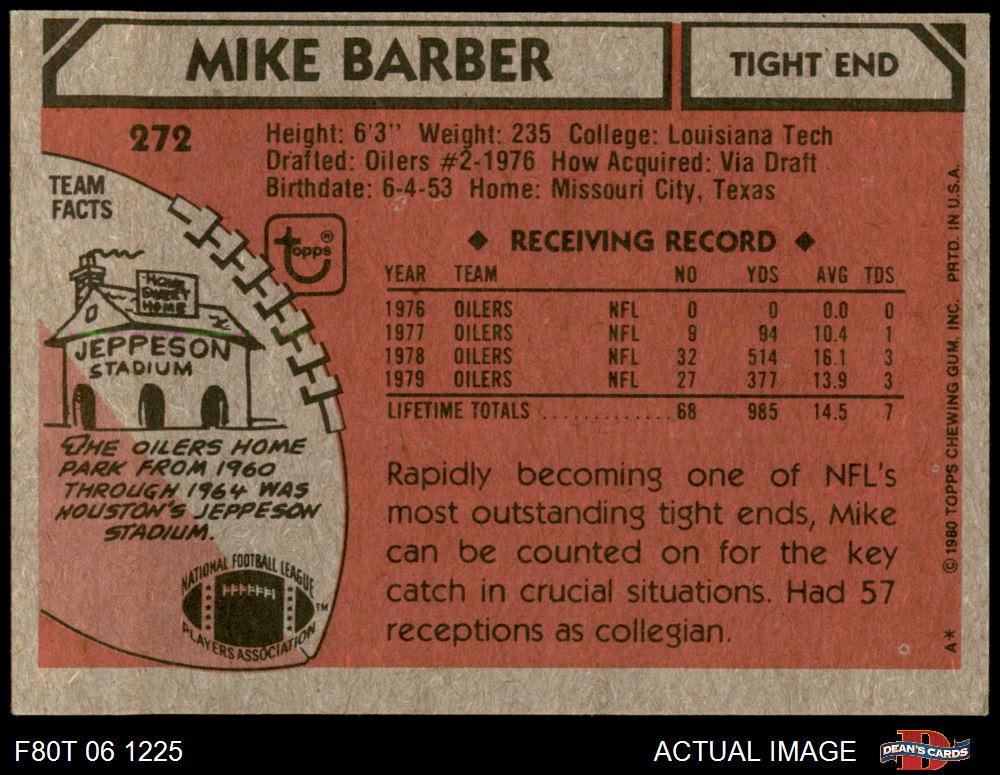 MIKE BARBER
TIGHT END
272
Height: 6'3" Weight: 235 College: Louisiana Tech
Drafted: Oilers #2-1976 How Acquired: Via Draft
Birthdate: 6-4-53 Home: Missouri City, Texas
TEAM
FACTS
topps®
HOME
SWEET
HOME
JEPPESON
STADIUM
THE OILERS HOME
PARK FROM 1960
THROUGH 1964 WAS
HOUSTON'S JEPPESON
STADIUM.
NATIONAL FOOTBALL LEAGUE
PLAYERS ASSOCIATION
TM
◆ RECEIVING RECORD ◆
YEAR TEAM NO YDS AVG TDS
1976 OILERS NFL 0 0 0.0 0
1977 OILERS NFL 9 94 10.4 1
1978 OILERS NFL 32 514 16.1 3
1979 OILERS NFL 27 377 13.9 3
LIFETIME TOTALS ............. 68 985 14.5 7
Rapidly becoming one of NFL's
most outstanding tight ends, Mike
can be counted on for the key
catch in crucial situations. Had 57
receptions as collegian.
A* © 1980 TOPPS CHEWING GUM, INC. PRTD. IN U.S.A.
F80T 06 1225
ACTUAL IMAGE
D
DEAN'S CARDS